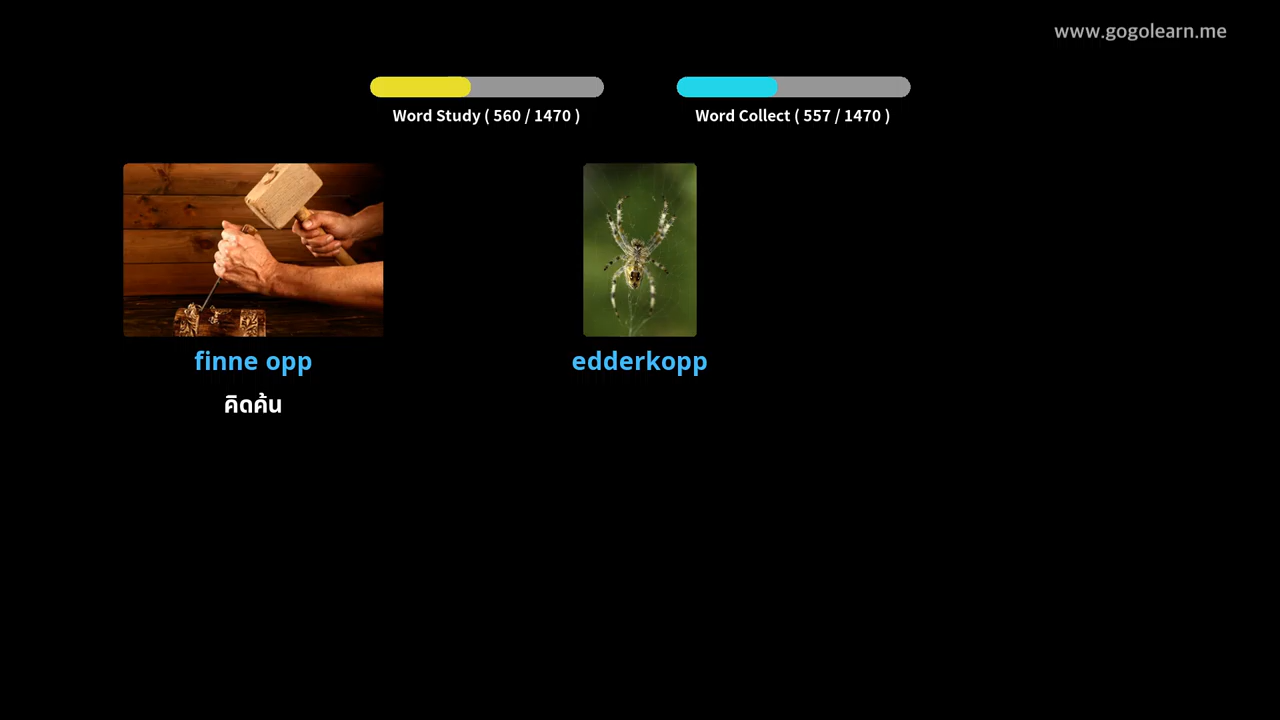 www.gogolearn.me
Word Study ( 560 / 1470 )
Word Collect ( 557 / 1470 )
finne opp
คิดค้น
edderkopp